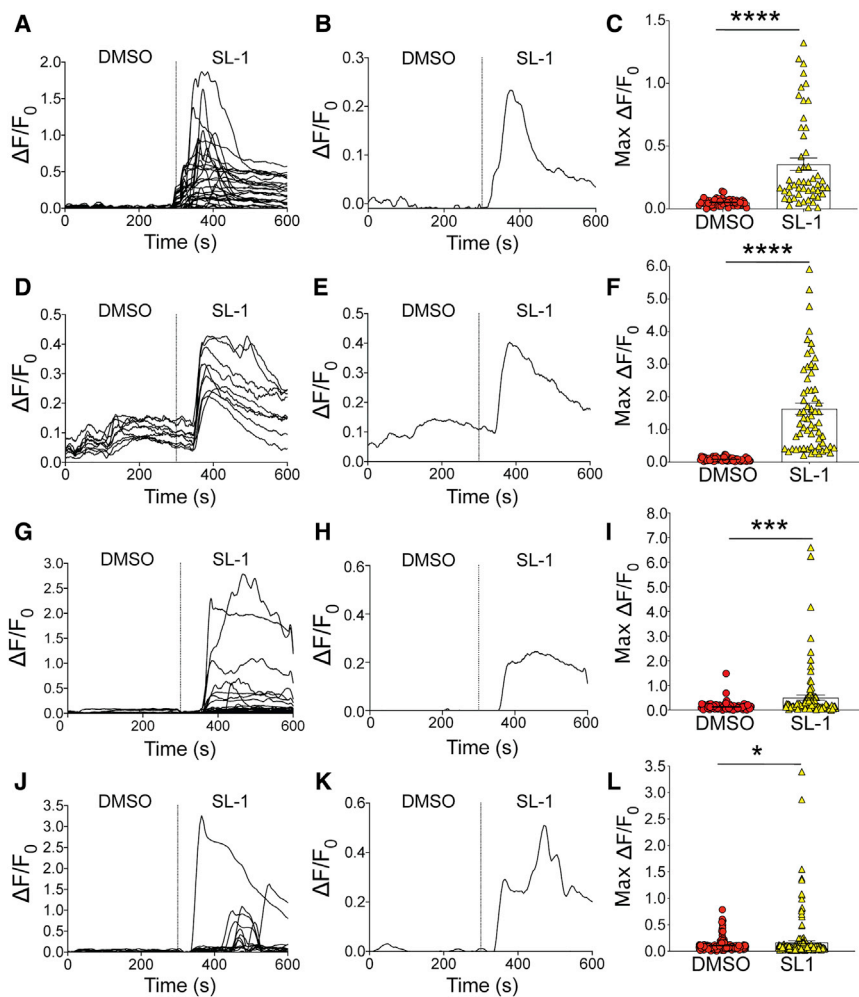 A
DMSO SL-1
ΔF/F0
2.0
1.5
1.0
0.5
0.0
0 200 400 600
Time (s)
B
DMSO SL-1
ΔF/F0
0.3
0.2
0.1
0.0
0 200 400 600
Time (s)
C
****
Max ΔF/F0
1.5
1.0
0.5
0.0
DMSO SL-1
D
DMSO SL-1
ΔF/F0
0.5
0.4
0.3
0.2
0.1
0.0
0 200 400 600
Time (s)
E
DMSO SL-1
ΔF/F0
0.5
0.4
0.3
0.2
0.1
0.0
0 200 400 600
Time (s)
F
****
Max ΔF/F0
6.0
5.0
4.0
3.0
2.0
1.0
0.0
DMSO SL-1
G
DMSO SL-1
ΔF/F0
3.0
2.5
2.0
1.5
1.0
0.5
0.0
0 200 400 600
Time (s)
H
DMSO SL-1
ΔF/F0
0.6
0.4
0.2
0.0
0 200 400 600
Time (s)
I
***
Max ΔF/F0
8.0
7.0
6.0
5.0
4.0
3.0
2.0
1.0
0.0
DMSO SL-1
J
DMSO SL-1
ΔF/F0
3.5
3.0
2.5
2.0
1.5
1.0
0.5
0.0
0 200 400 600
Time (s)
K
DMSO SL-1
ΔF/F0
0.6
0.4
0.2
0.0
0 200 400 600
Time (s)
L
*
Max ΔF/F0
3.5
3.0
2.5
2.0
1.5
1.0
0.5
0.0
DMSO SL1